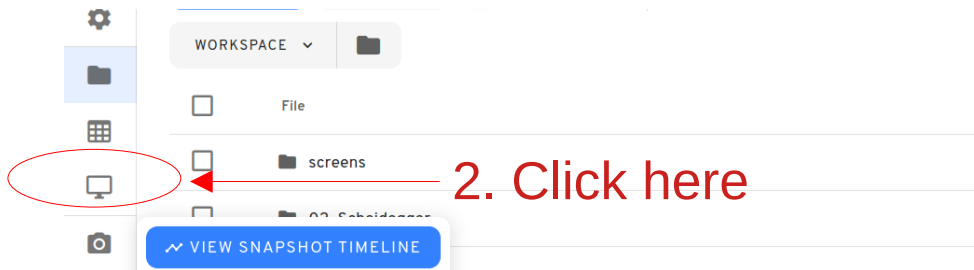 WORKSPACE
File
screens
2. Click here
02_Scheidegger
VIEW SNAPSHOT TIMELINE